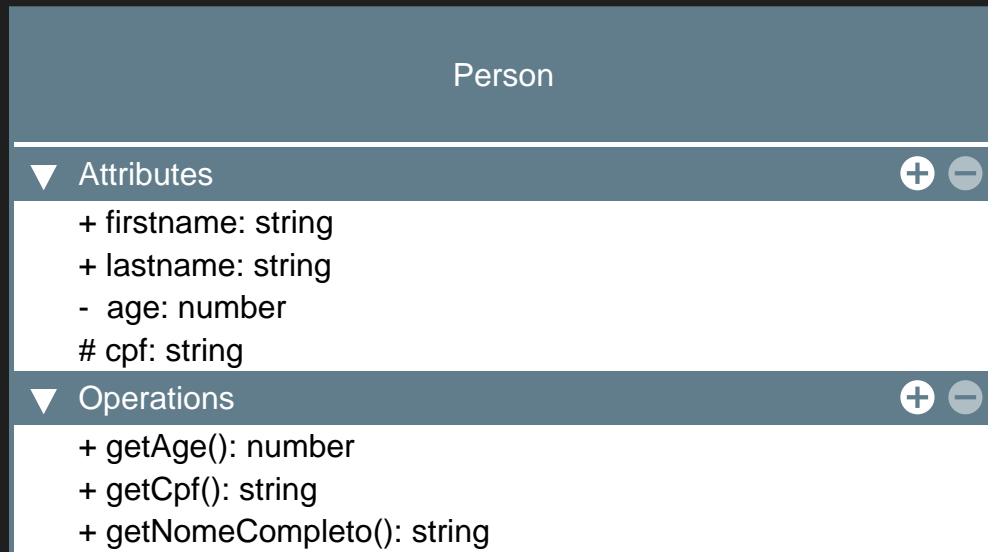 Person
Attributes
+ firstname: string
+ lastname: string
- age: number
# cpf: string
Operations
+ getAge(): number
+ getCpf(): string
+ getNomeCompleto(): string